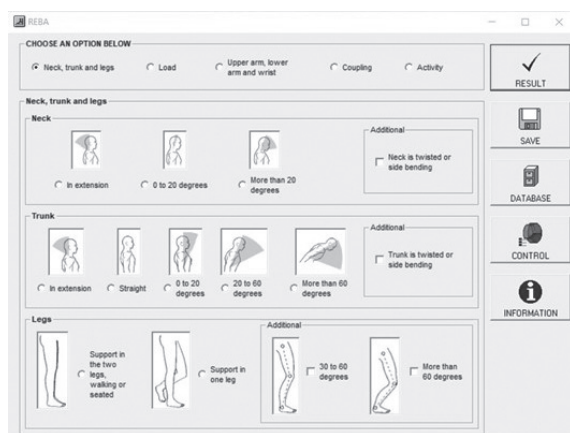 REBA
CHOOSE AN OPTION BELOW
Neck, trunk and legs
Load
Upper arm, lower
arm and wrist
Coupling
Activity
RESULT
SAVE
DATABASE
CONTROL
INFORMATION
Neck, trunk and legs
Neck
In extension
0 to 20 degrees
More than 20
degrees
Additional
Neck is twisted or
side bending
Trunk
In extension
Straight
0 to 20
degrees
20 to 60
degrees
More than 60
degrees
Additional
Trunk is twisted or
side bending
Legs
Support in
the two
legs,
walking or
seated
Support in
one leg
Additional
30 to 60
degrees
More than
60 degrees